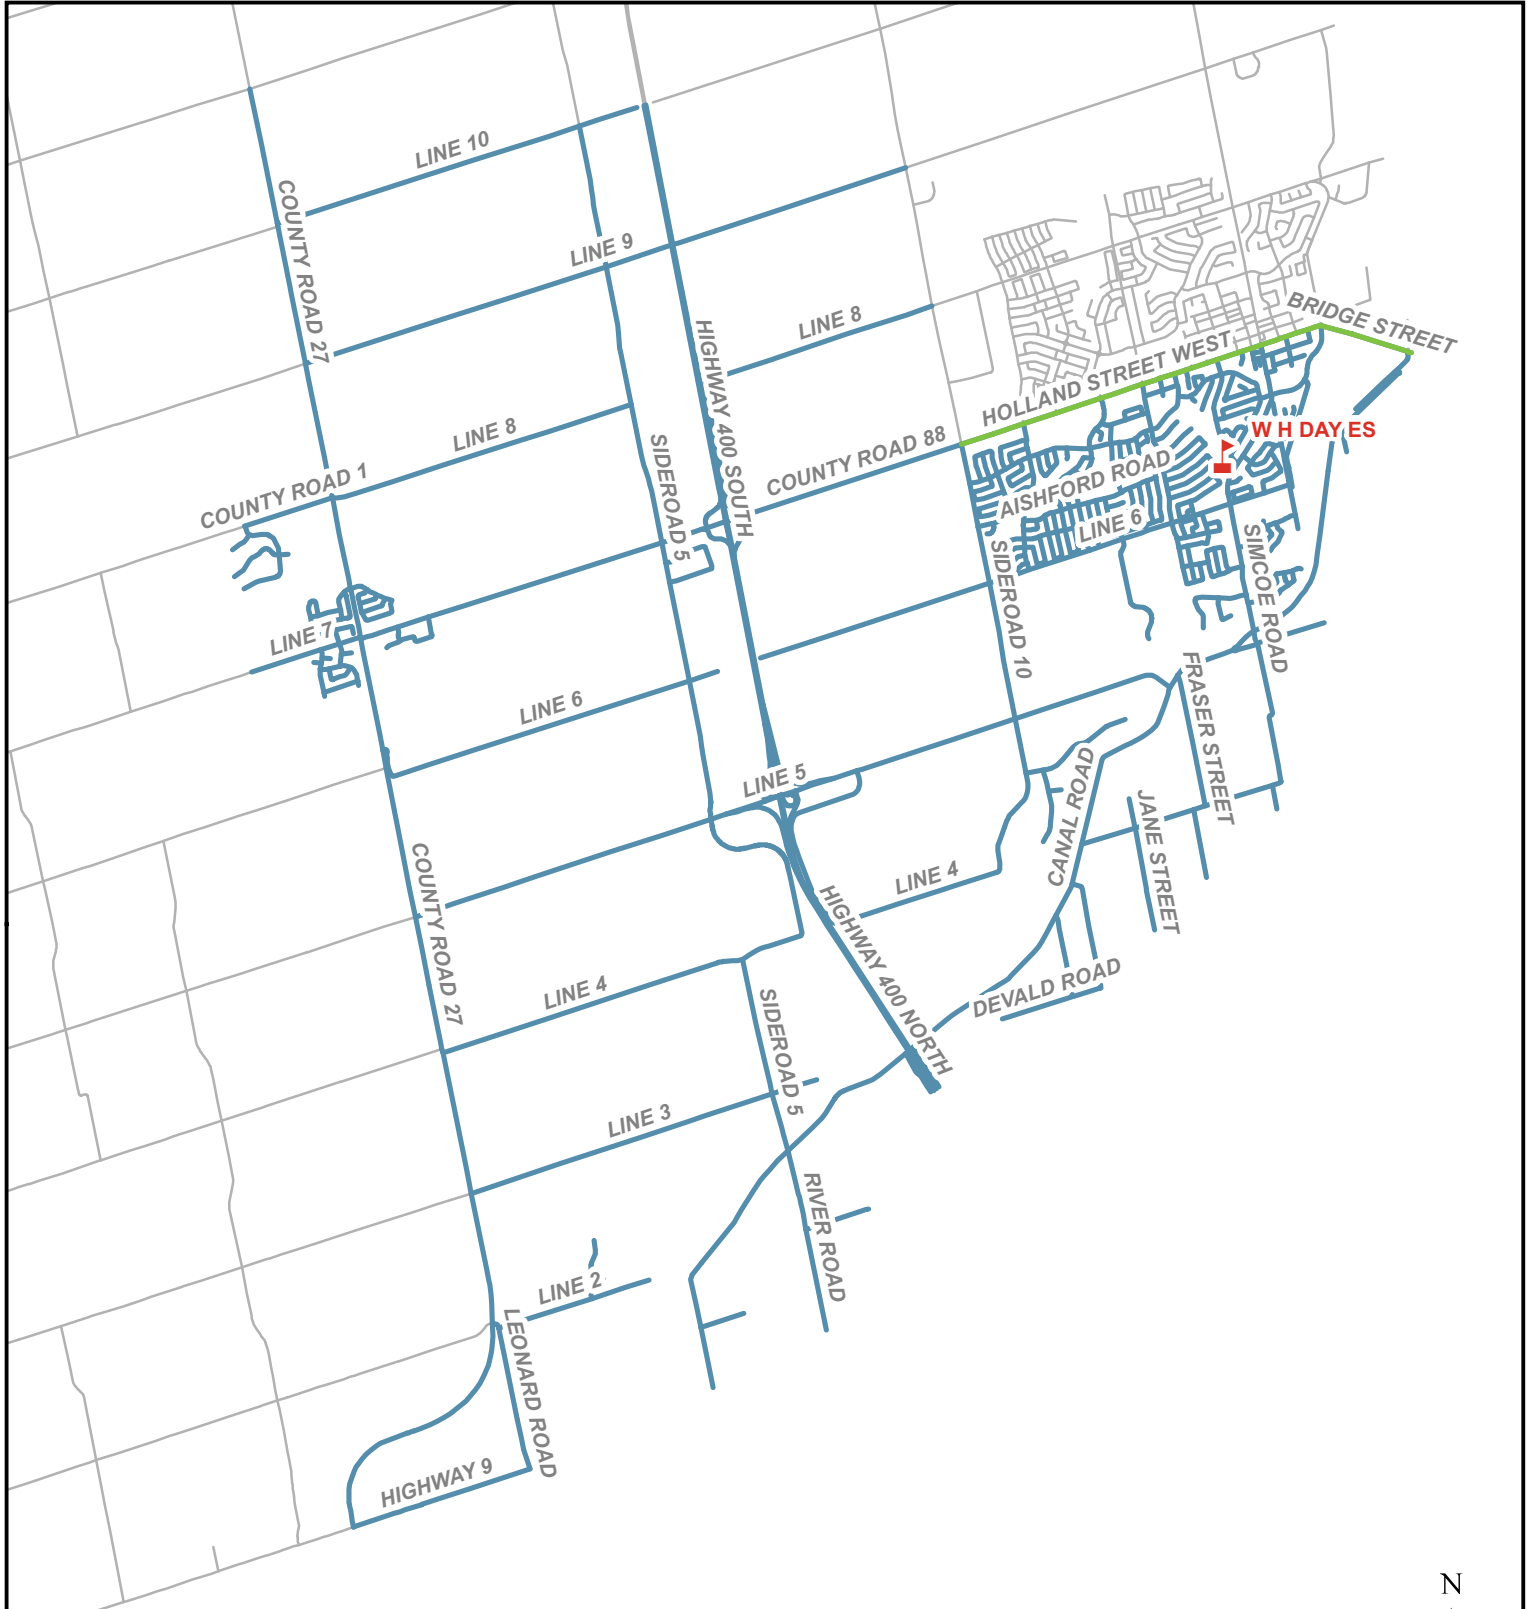 LINE 10
COUNTY ROAD 27
LINE 9
LINE 8
BRIDGE STREET
HIGHWAY 400 SOUTH
HOLLAND STREET WEST
LINE 8
W H DAY ES
SIDEROAD 5
COUNTY ROAD 88
COUNTY ROAD 1
AISHFORD ROAD
LINE 6
SIMCOE ROAD
SIDEROAD 10
LINE 7
FRASER STREET
LINE 6
LINE 5
CANAL ROAD
JANE STREET
COUNTY ROAD 27
LINE 4
HIGHWAY 400 NORTH
DEVALD ROAD
LINE 4
SIDEROAD 5
LINE 3
RIVER ROAD
LINE 2
LEONARD ROAD
HIGHWAY 9
N